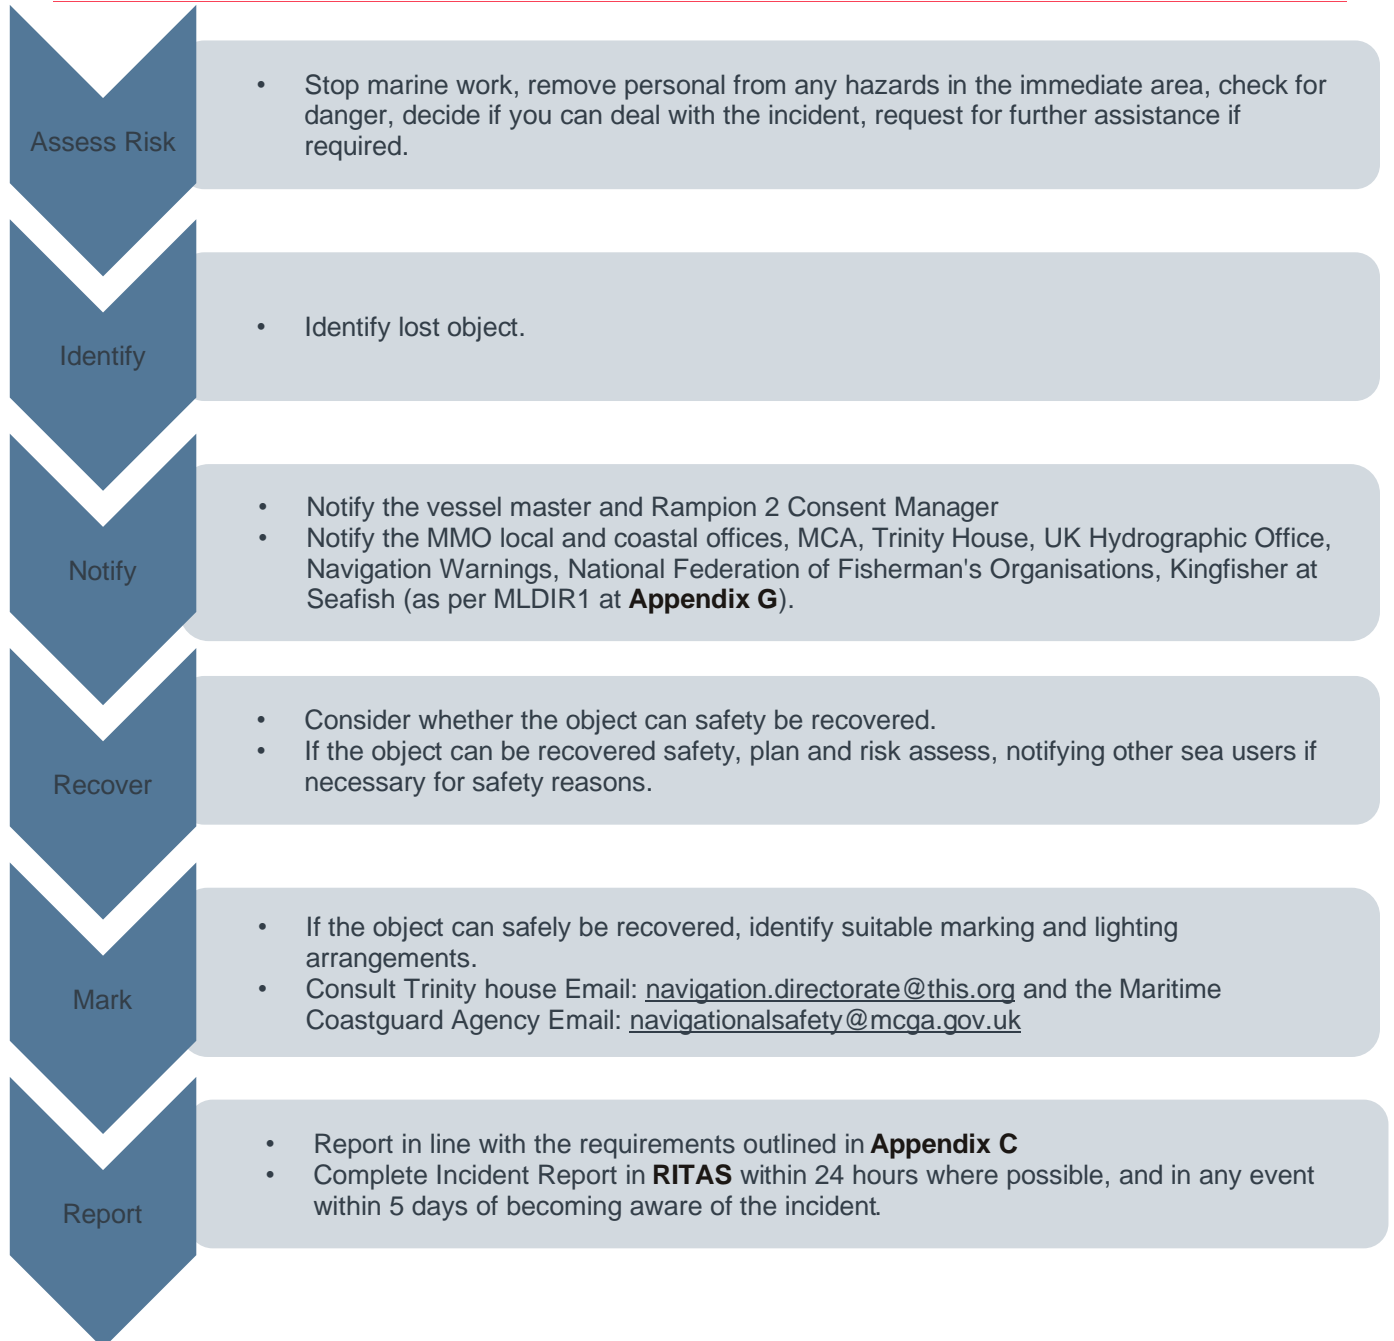 Assess Risk
• Stop marine work, remove personal from any hazards in the immediate area, check for
danger, decide if you can deal with the incident, request for further assistance if
required.
Identify
• Identify lost object.
Notify
• Notify the vessel master and Rampion 2 Consent Manager
• Notify the MMO local and coastal offices, MCA, Trinity House, UK Hydrographic Office,
Navigation Warnings, National Federation of Fisherman's Organisations, Kingfisher at
Seafish (as per MLDIR1 at Appendix G).
Recover
• Consider whether the object can safety be recovered.
• If the object can be recovered safety, plan and risk assess, notifying other sea users if
necessary for safety reasons.
Mark
• If the object can safely be recovered, identify suitable marking and lighting
arrangements.
• Consult Trinity house Email: navigation.directorate@this.org and the Maritime
Coastguard Agency Email: navigationalsafety@mcga.gov.uk
Report
• Report in line with the requirements outlined in Appendix C
• Complete Incident Report in RITAS within 24 hours where possible, and in any event
within 5 days of becoming aware of the incident.